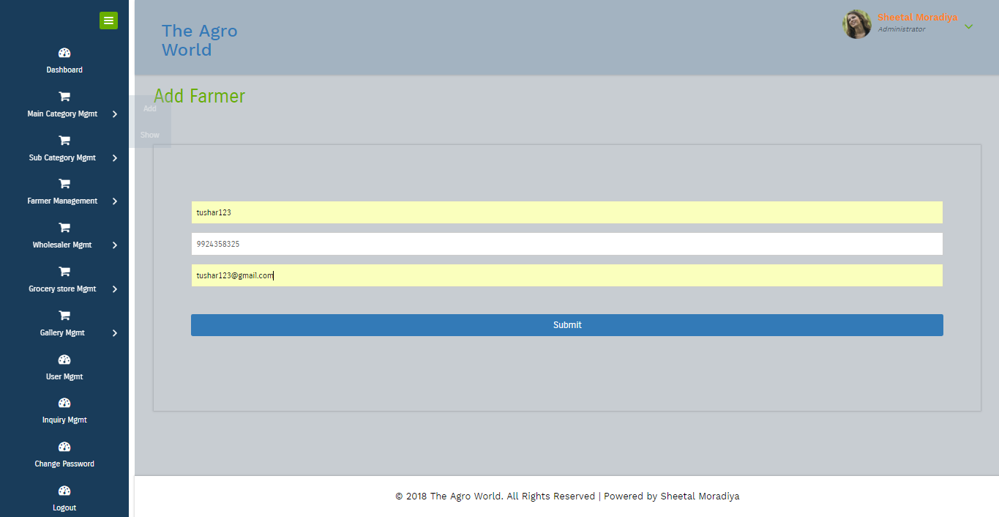 The Agro
World
Sheetal Moradiya
Administrator
Dashboard
Main Category Mgmt
Add
Show
Sub Category Mgmt
Farmer Management
Wholesaler Mgmt
Grocery store Mgmt
Gallery Mgmt
User Mgmt
Inquiry Mgmt
Change Password
Logout
Add Farmer
tushar123
9924358325
tushar123@gmail.com
Submit
© 2018 The Agro World. All Rights Reserved | Powered by Sheetal Moradiya